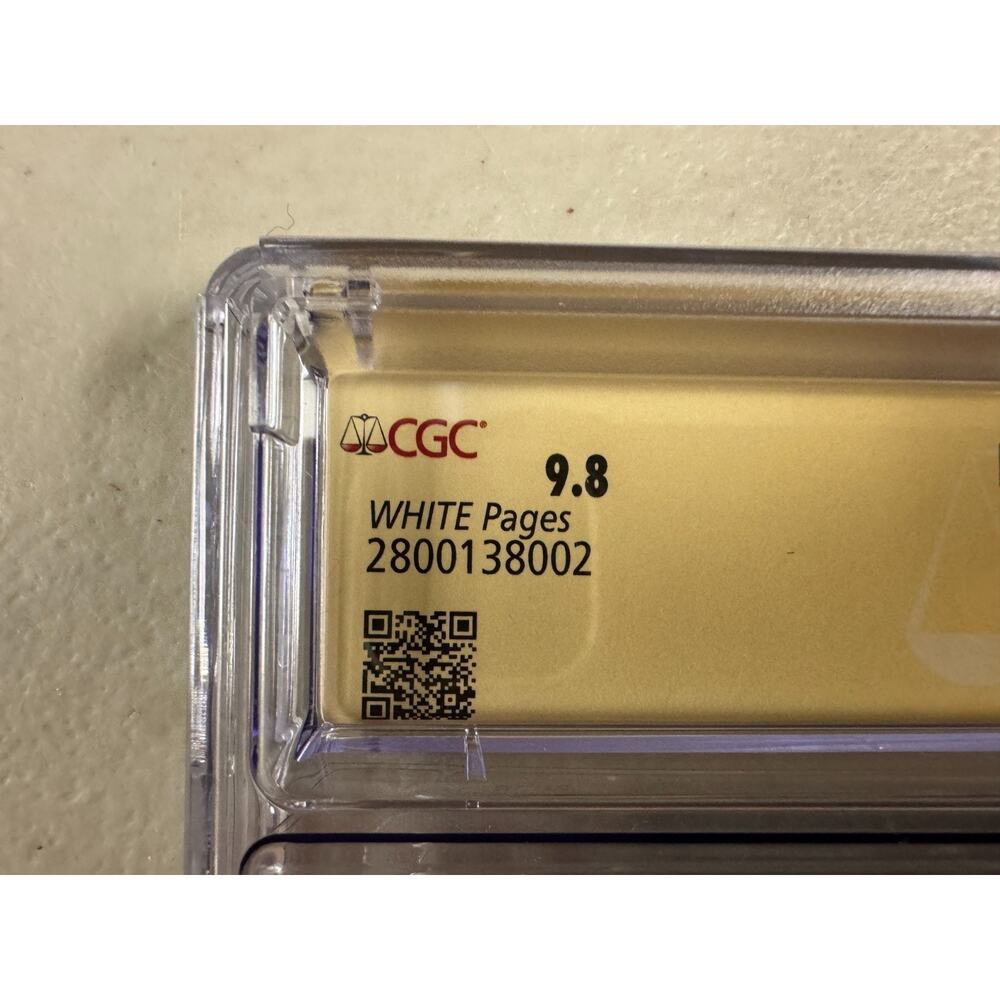 CGC®
9.8
WHITE Pages
2800138002